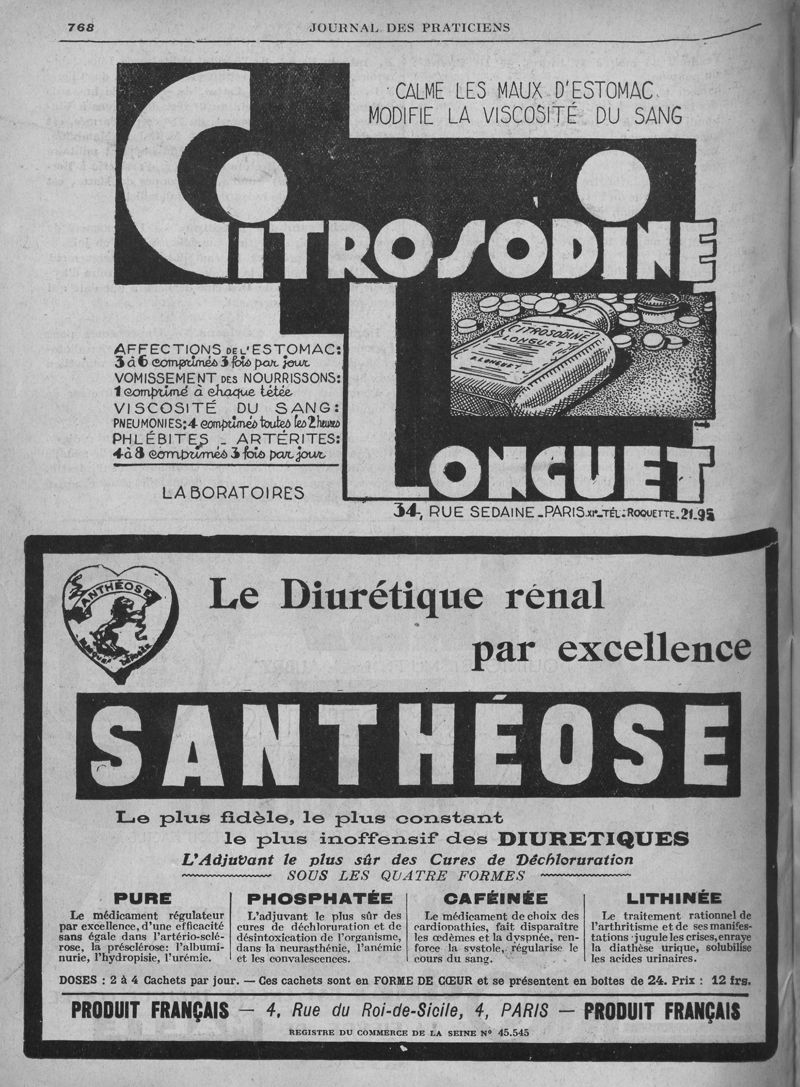 768
JOURNAL DES PRATICIENS
CALME LES MAUX D'ESTOMAC
MODIFIE LA VISCOSITÉ DU SANG
CITROSODINE
CITROSODINE
LONGUET
B. LONGUET
AFFECTIONS DE L'ESTOMAC:
3 à 6 comprimés 3 fois par jour
VOMISSEMENT DES NOURRISSONS:
1 comprimé à chaque tétée
VISCOSITÉ DU SANG:
PNEUMONIES: 4 comprimés toutes les 2 heures
PHLÉBITES - ARTÉRITES:
4 à 8 comprimés 3 fois par jour
LABORATOIRES
LONGUET
34, RUE SEDAINE - PARIS XIe - TÉL: ROQUETTE. 21-95
SANTHÉOSE
Le Diurétique rénal
par excellence
SANTHÉOSE
Le plus fidèle, le plus constant
le plus inoffensif des DIURETIQUES
L'Adjuvant le plus sûr des Cures de Déchloruration
SOUS LES QUATRE FORMES
PURE
Le médicament régulateur
par excellence, d'une efficacité
sans égale dans l'artério-sclé-
rose, la présclérose: l'albumi-
nurie, l'hydropisie, l'urémie.
PHOSPHATÉE
L'adjuvant le plus sûr des
cures de déchloruration et de
désintoxication de l'organisme,
dans la neurasthénie, l'anémie
et les convalescences.
CAFÉINÉE
Le médicament de choix des
cardiopathies, fait disparaître
les œdèmes et la dyspnée, ren-
force la systole, régularise le
cours du sang.
LITHINÉE
Le traitement rationnel de
l'arthritisme et de ses manifes-
tations · jugule les crises, enraye
la diathèse urique, solubilise
les acides urinaires.
DOSES : 2 à 4 Cachets par jour. — Ces cachets sont en FORME DE CŒUR et se présentent en boîtes de 24. Prix : 12 frs.
PRODUIT FRANÇAIS — 4, Rue du Roi-de-Sicile, 4, PARIS — PRODUIT FRANÇAIS
REGISTRE DU COMMERCE DE LA SEINE N° 45.545